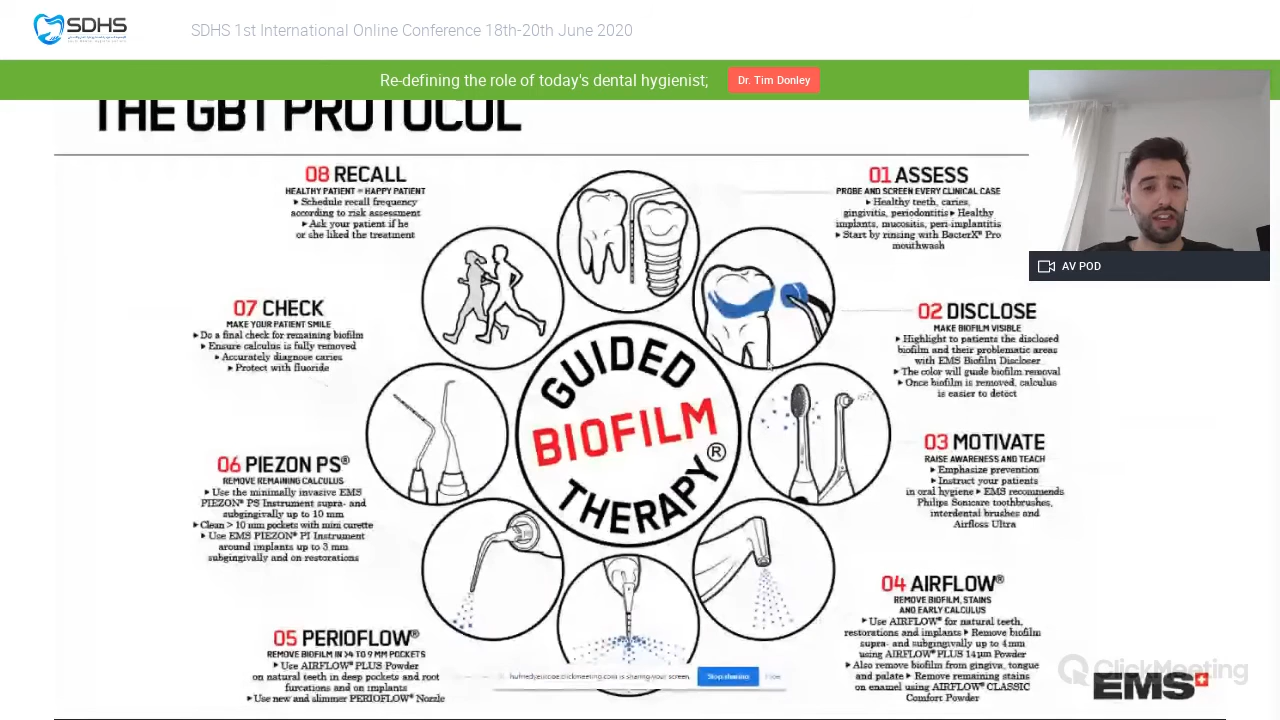 SDHS
SDHS 1st International Online Conference 18th-20th June 2020
Re-defining the role of today's dental hygienist;
Dr. Tim Donley
THE GBT PROTOCOL
AV POD
01 ASSESS
PROBE AND SCREEN EVERY CLINICAL CASE
▸ Healthy teeth, caries,
gingivitis, periodontitis ▸ Healthy
implants, mucositis, peri-implantitis
▸ Start by rinsing with BacterX® Pro
mouthwash
02 DISCLOSE
MAKE BIOFILM VISIBLE
▸ Highlight to patients the disclosed
biofilm and their problematic areas
with EMS Biofilm Discloser
▸ The color will guide biofilm removal
▸ Once biofilm is removed, calculus
is easier to detect
03 MOTIVATE
RAISE AWARENESS AND TEACH
▸ Emphasize prevention
▸ Instruct your patients
in oral hygiene ▸ EMS recommends
Philips Sonicare toothbrushes,
interdental brushes and
Airfloss Ultra
04 AIRFLOW®
REMOVE BIOFILM, STAINS
AND EARLY CALCULUS
▸ Use AIRFLOW® for natural teeth,
restorations and implants ▸ Remove biofilm
supra- and subgingivally up to 4mm
using AIRFLOW® PLUS 14µm Powder
▸ Also remove biofilm from gingiva, tongue
and palate ▸ Remove remaining stains
on enamel using AIRFLOW® CLASSIC
Comfort Powder
05 PERIOFLOW®
REMOVE BIOFILM IN >4 TO 9 MM POCKETS
▸ Use AIRFLOW® PLUS Powder
on natural teeth in deep pockets and root
furcations and on implants
▸ Use new and slimmer PERIOFLOW® Nozzle
06 PIEZON PS®
REMOVE REMAINING CALCULUS
▸ Use the minimally invasive EMS
PIEZON® PS Instrument supra- and
subgingivally up to 10 mm
▸ Clean > 10 mm pockets with mini curette
▸ Use EMS PIEZON® PI Instrument
around implants up to 3 mm
subgingivally and on restorations
07 CHECK
MAKE YOUR PATIENT SMILE
▸ Do a final check for remaining biofilm
▸ Ensure calculus is fully removed
▸ Accurately diagnose caries
▸ Protect with fluoride
08 RECALL
HEALTHY PATIENT = HAPPY PATIENT
▸ Schedule recall frequency
according to risk assessment
▸ Ask your patient if he
or she liked the treatment
GUIDED
BIOFILM
THERAPY®
is sharing your screen.
Stop sharing
Hide
ClickMeeting
EMS